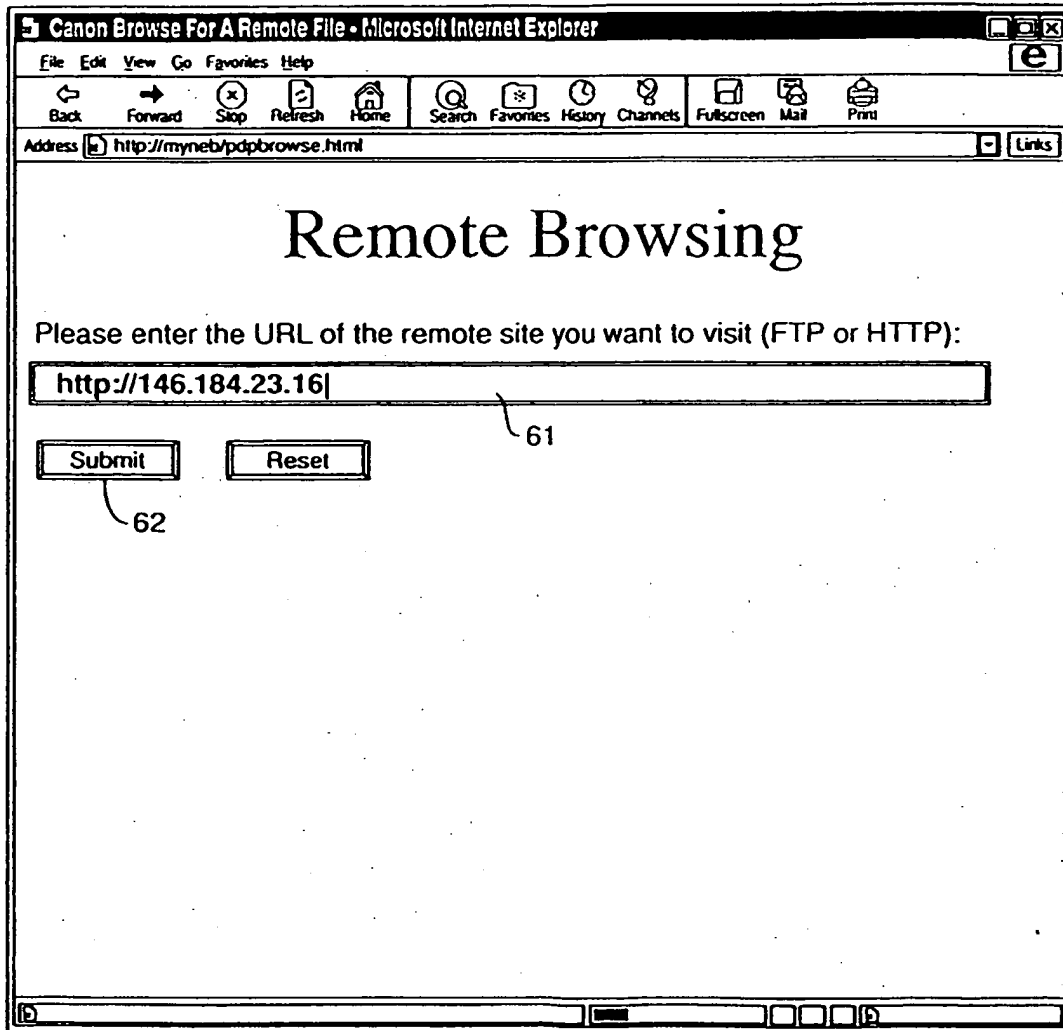 Canon Browse For A Remote File - Microsoft Internet Explorer
File Edit View Go Favorites Help
Back Forward Stop Refresh Home Search Favorites History Channels Fullscreen Mail Print
Address http://myneb/pdpbrowse.html Links
Remote Browsing
Please enter the URL of the remote site you want to visit (FTP or HTTP):
http://146.184.23.16
61
Submit Reset
62